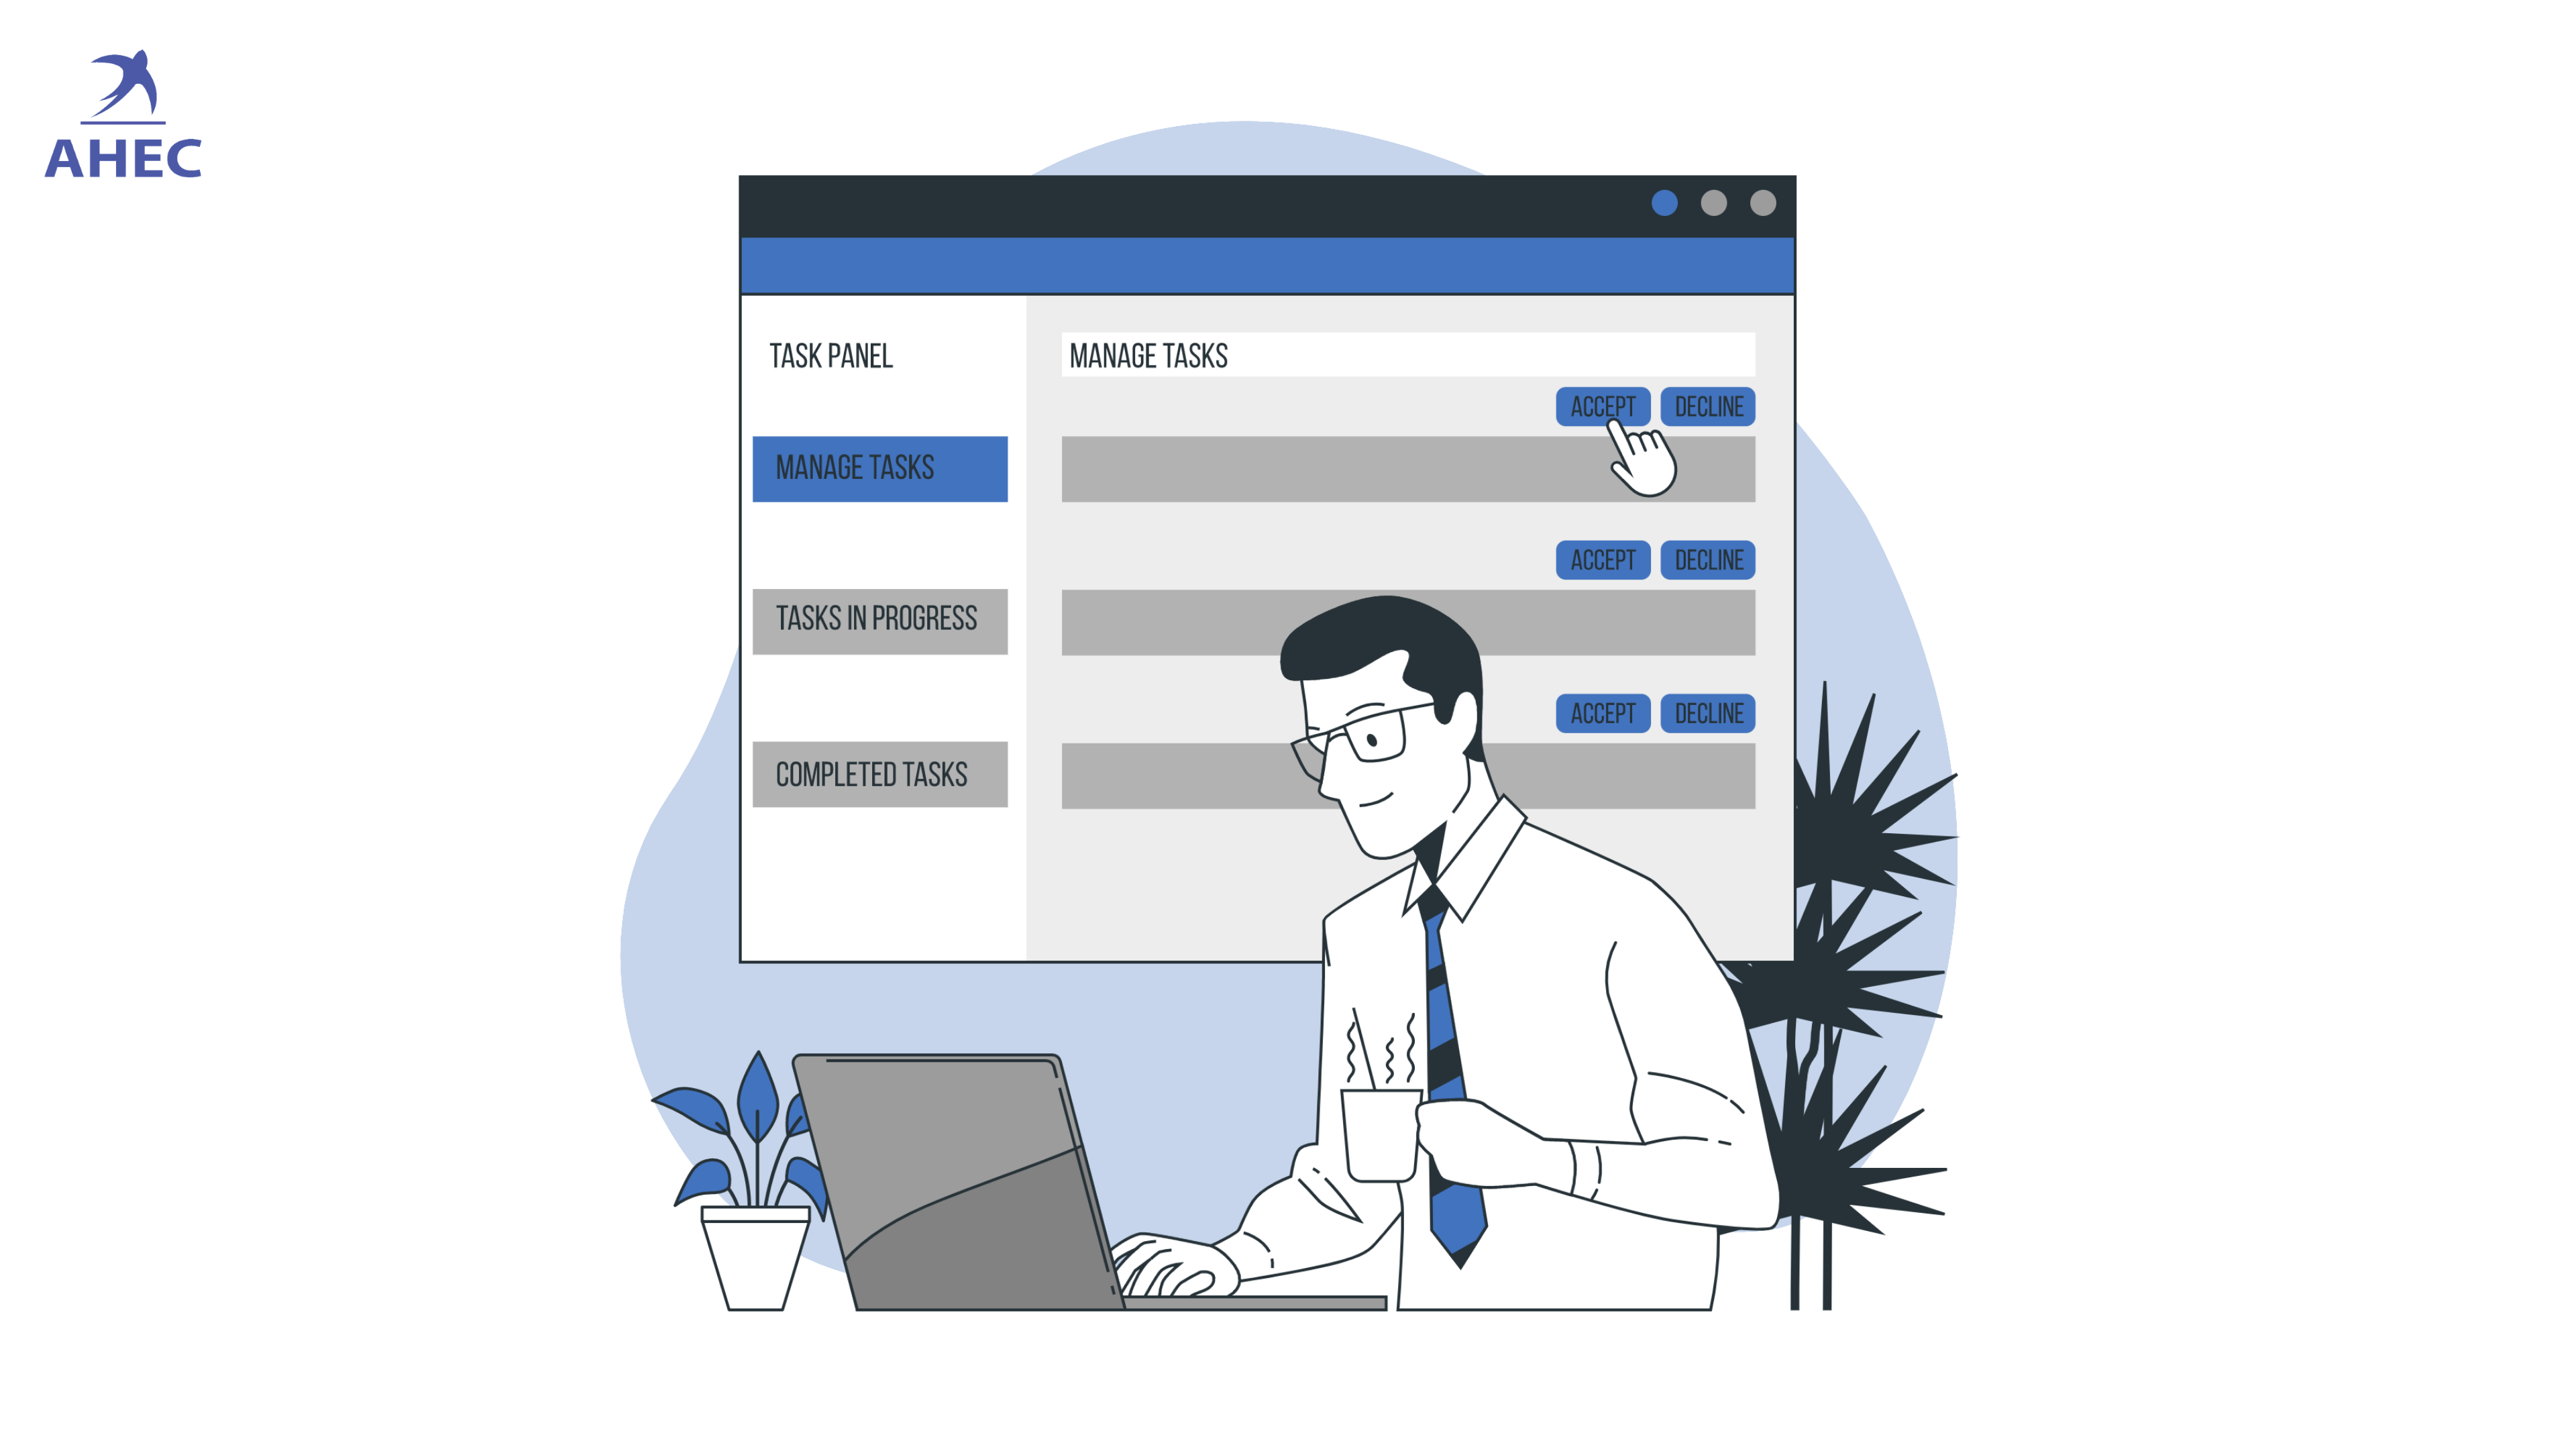 AHEC
TASK PANEL
MANAGE TASKS
TASKS IN PROGRESS
COMPLETED TASKS
MANAGE TASKS
ACCEPT DECLINE
ACCEPT DECLINE
ACCEPT DECLINE